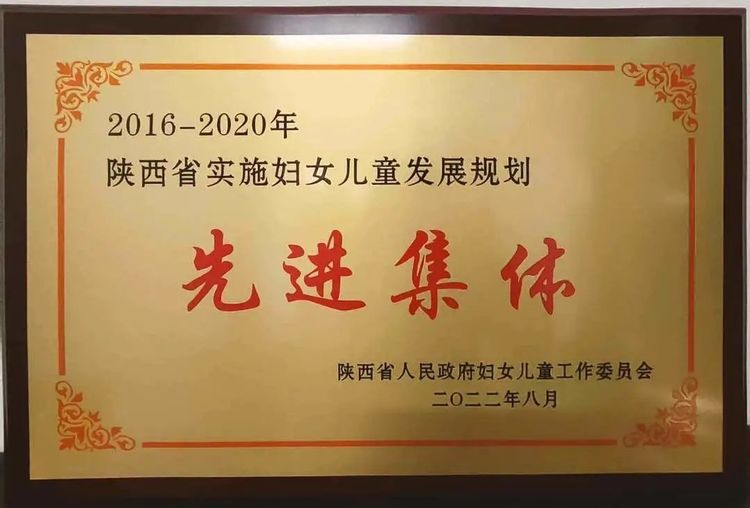 2016-2020年
陕西省实施妇女儿童发展规划
先进集体
陕西省人民政府妇女儿童工作委员会
二〇二二年八月